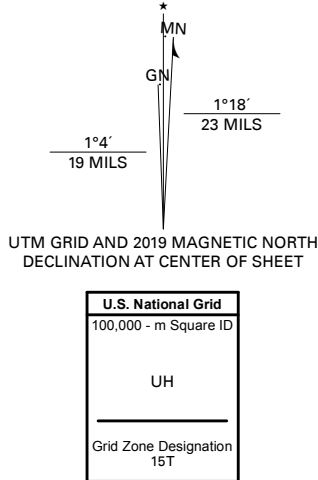 MN
GN
1°18´
23 MILS
1°4´
19 MILS
UTM GRID AND 2019 MAGNETIC NORTH
DECLINATION AT CENTER OF SHEET
U.S. National Grid
100,000 - m Square ID
UH
Grid Zone Designation
15T